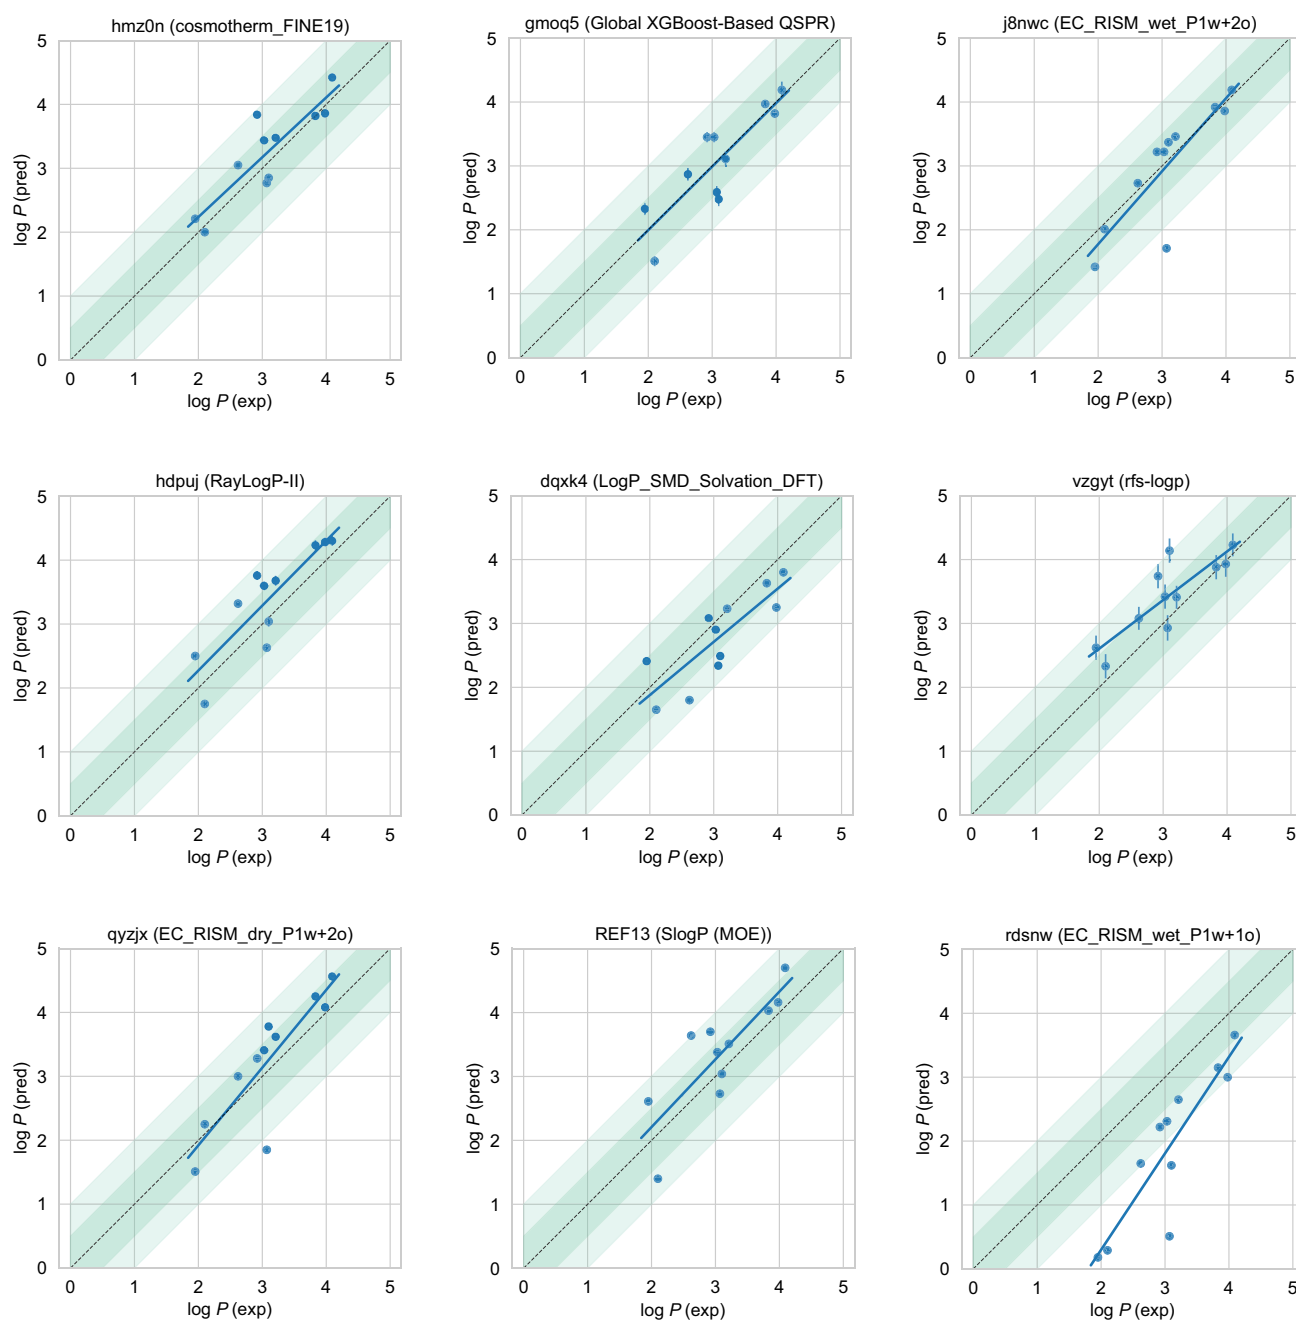 hmz0n (cosmotherm_FINE19)
5
4
3
2
1
0
log P (pred)
0 1 2 3 4 5
log P (exp)
gmoq5 (Global XGBoost-Based QSPR)
5
4
3
2
1
0
log P (pred)
0 1 2 3 4 5
log P (exp)
j8nwc (EC_RISM_wet_P1w+2o)
5
4
3
2
1
0
log P (pred)
0 1 2 3 4 5
log P (exp)
hdpuj (RayLogP-II)
5
4
3
2
1
0
log P (pred)
0 1 2 3 4 5
log P (exp)
dqxk4 (LogP_SMD_Solvation_DFT)
5
4
3
2
1
0
log P (pred)
0 1 2 3 4 5
log P (exp)
vzgyt (rfs-logp)
5
4
3
2
1
0
log P (pred)
0 1 2 3 4 5
log P (exp)
qyzjx (EC_RISM_dry_P1w+2o)
5
4
3
2
1
0
log P (pred)
0 1 2 3 4 5
log P (exp)
REF13 (SlogP (MOE))
5
4
3
2
1
0
log P (pred)
0 1 2 3 4 5
log P (exp)
rdsnw (EC_RISM_wet_P1w+1o)
5
4
3
2
1
0
log P (pred)
0 1 2 3 4 5
log P (exp)